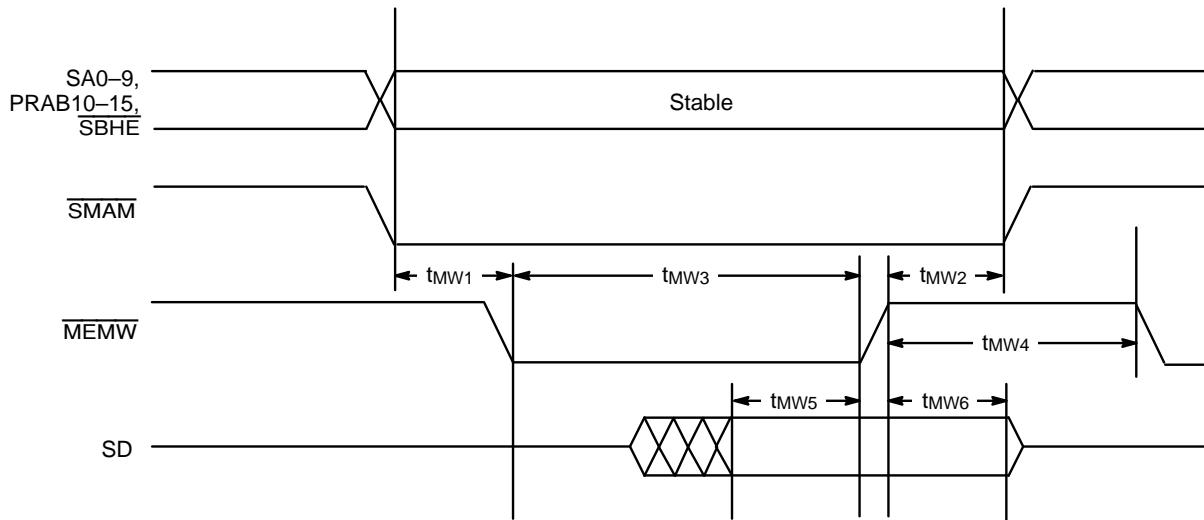 SA0–9,
PRAB10–15,
SBHE
Stable
SMAM
tMW1
tMW3
tMW2
MEMW
tMW4
tMW5
tMW6
SD